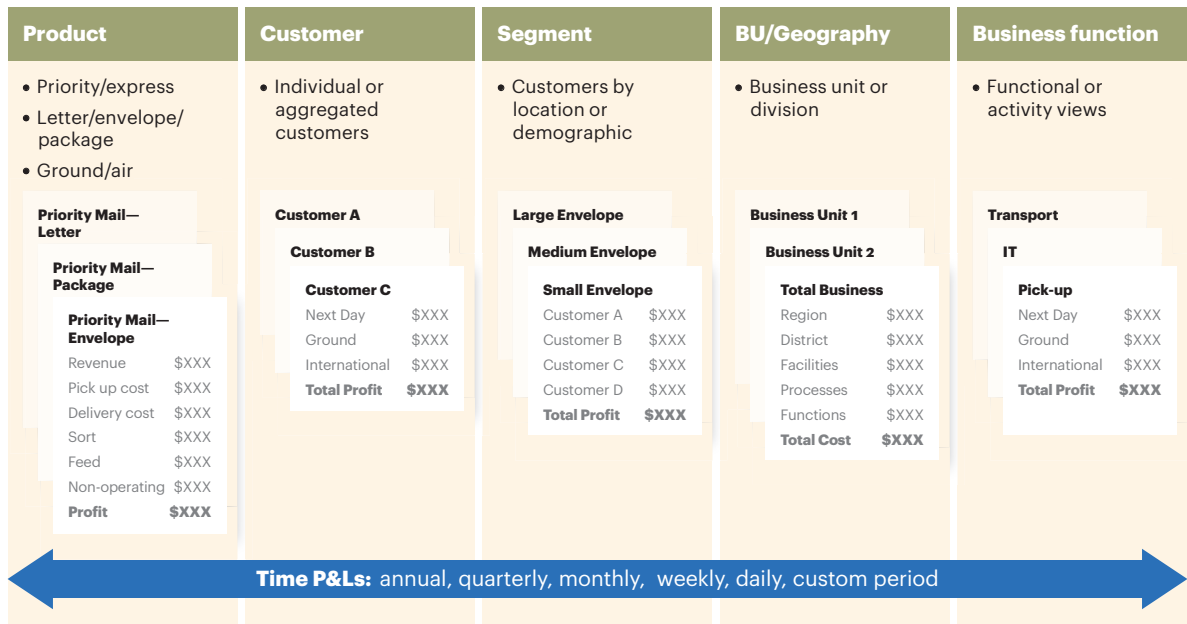 Product
• Priority/express
• Letter/envelope/
package
• Ground/air
Priority Mail—
Letter
Priority Mail—
Package
Priority Mail—
Envelope
Revenue $XXX
Pick up cost $XXX
Delivery cost $XXX
Sort $XXX
Feed $XXX
Non-operating $XXX
Profit $XXX
Customer
• Individual or
aggregated
customers
Customer A
Customer B
Customer C
Next Day $XXX
Ground $XXX
International $XXX
Total Profit $XXX
Segment
• Customers by
location or
demographic
Large Envelope
Medium Envelope
Small Envelope
Customer A $XXX
Customer B $XXX
Customer C $XXX
Customer D $XXX
Total Profit $XXX
BU/Geography
• Business unit or
division
Business Unit 1
Business Unit 2
Total Business
Region $XXX
District $XXX
Facilities $XXX
Processes $XXX
Functions $XXX
Total Cost $XXX
Business function
• Functional or
activity views
Transport
IT
Pick-up
Next Day $XXX
Ground $XXX
International $XXX
Total Profit $XXX
Time P&Ls: annual, quarterly, monthly, weekly, daily, custom period